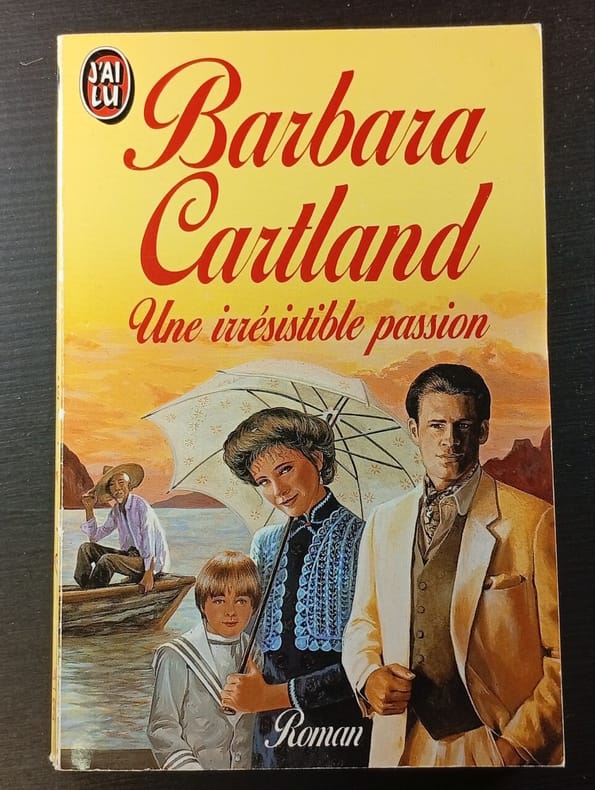 J'AI
LU
Barbara
Cartland
Une irrésistible passion
Roman